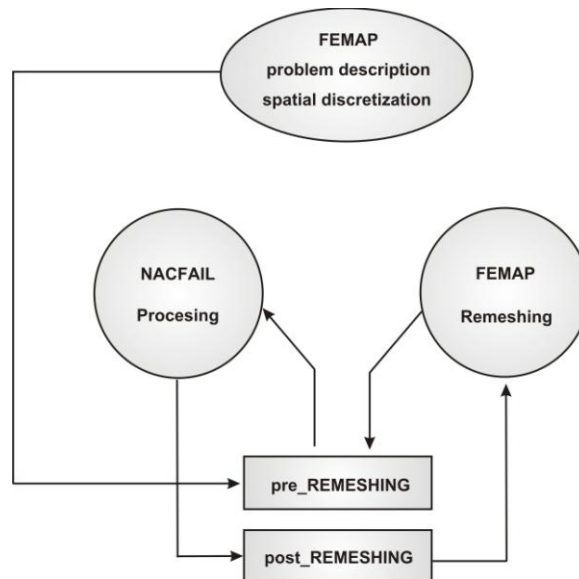 FEMAP
problem description
spatial discretization
NACFAIL
Procesing
FEMAP
Remeshing
pre_REMESHING
post_REMESHING